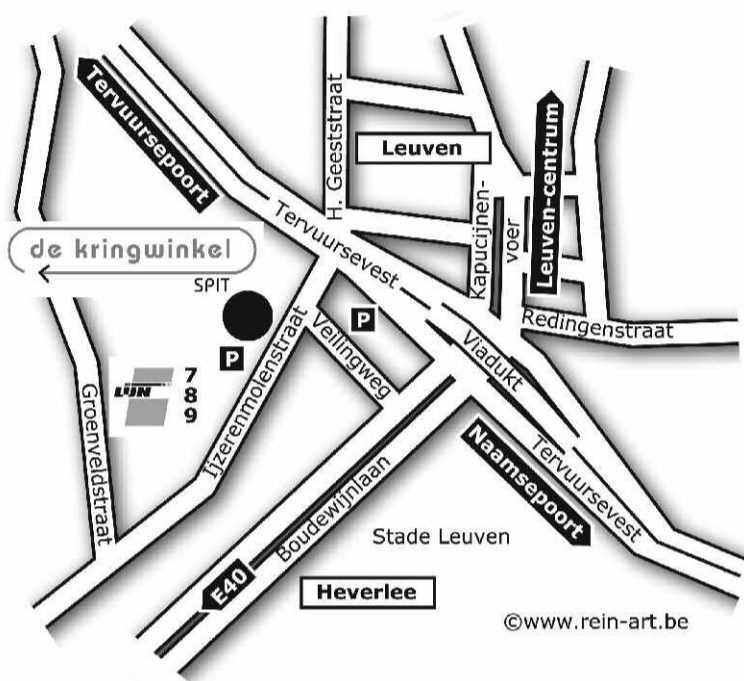 Tervuursepoort
H. Geeststraat
Leuven
Leuven-centrum
Kapucijnen-
voer
Tervuursevest
de kringwinkel
SPIT
P
P
Veilingweg
Viadukt
Redingenstraat
LIJN
7
8
9
Groenveldstraat
Ijzerenmolenstraat
Boudewijnlaan
Naamsepoort
Tervuursevest
Stade Leuven
E40
Heverlee
©www.rein-art.be